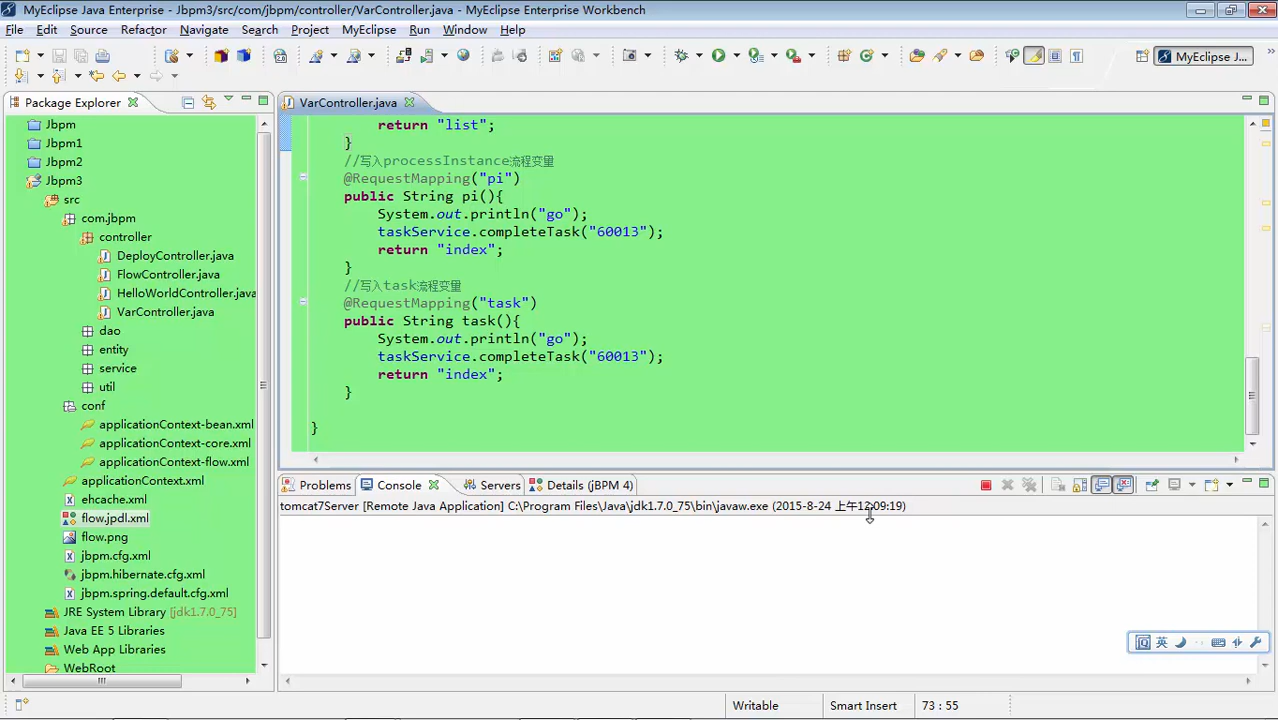 MyEclipse Java Enterprise - Jbpm3/src/com/jbpm/controller/VarController.java - MyEclipse Enterprise Workbench
File Edit Source Refactor Navigate Search Project MyEclipse Run Window Help
MyEclipse J...
Package Explorer
VarController.java
Jbpm
Jbpm1
Jbpm2
Jbpm3
src
com.jbpm
controller
DeployController.java
FlowController.java
HelloWorldController.java
VarController.java
dao
entity
service
util
conf
applicationContext-bean.xml
applicationContext-core.xml
applicationContext-flow.xml
applicationContext.xml
ehcache.xml
flow.jpdl.xml
flow.png
jbpm.cfg.xml
jbpm.hibernate.cfg.xml
jbpm.spring.default.cfg.xml
JRE System Library [jdk1.7.0_75]
Java EE 5 Libraries
Web App Libraries
WebRoot
return "list";
}
//写入processInstance流程变量
@RequestMapping("pi")
public String pi(){
System.out.println("go");
taskService.completeTask("60013");
return "index";
}
//写入task流程变量
@RequestMapping("task")
public String task(){
System.out.println("go");
taskService.completeTask("60013");
return "index";
}
}
Problems Console Servers Details (jBPM 4)
tomcat7Server [Remote Java Application] C:\Program Files\Java\jdk1.7.0_75\bin\javaw.exe (2015-8-24 上午12:09:19)
英
Writable Smart Insert 73 : 55